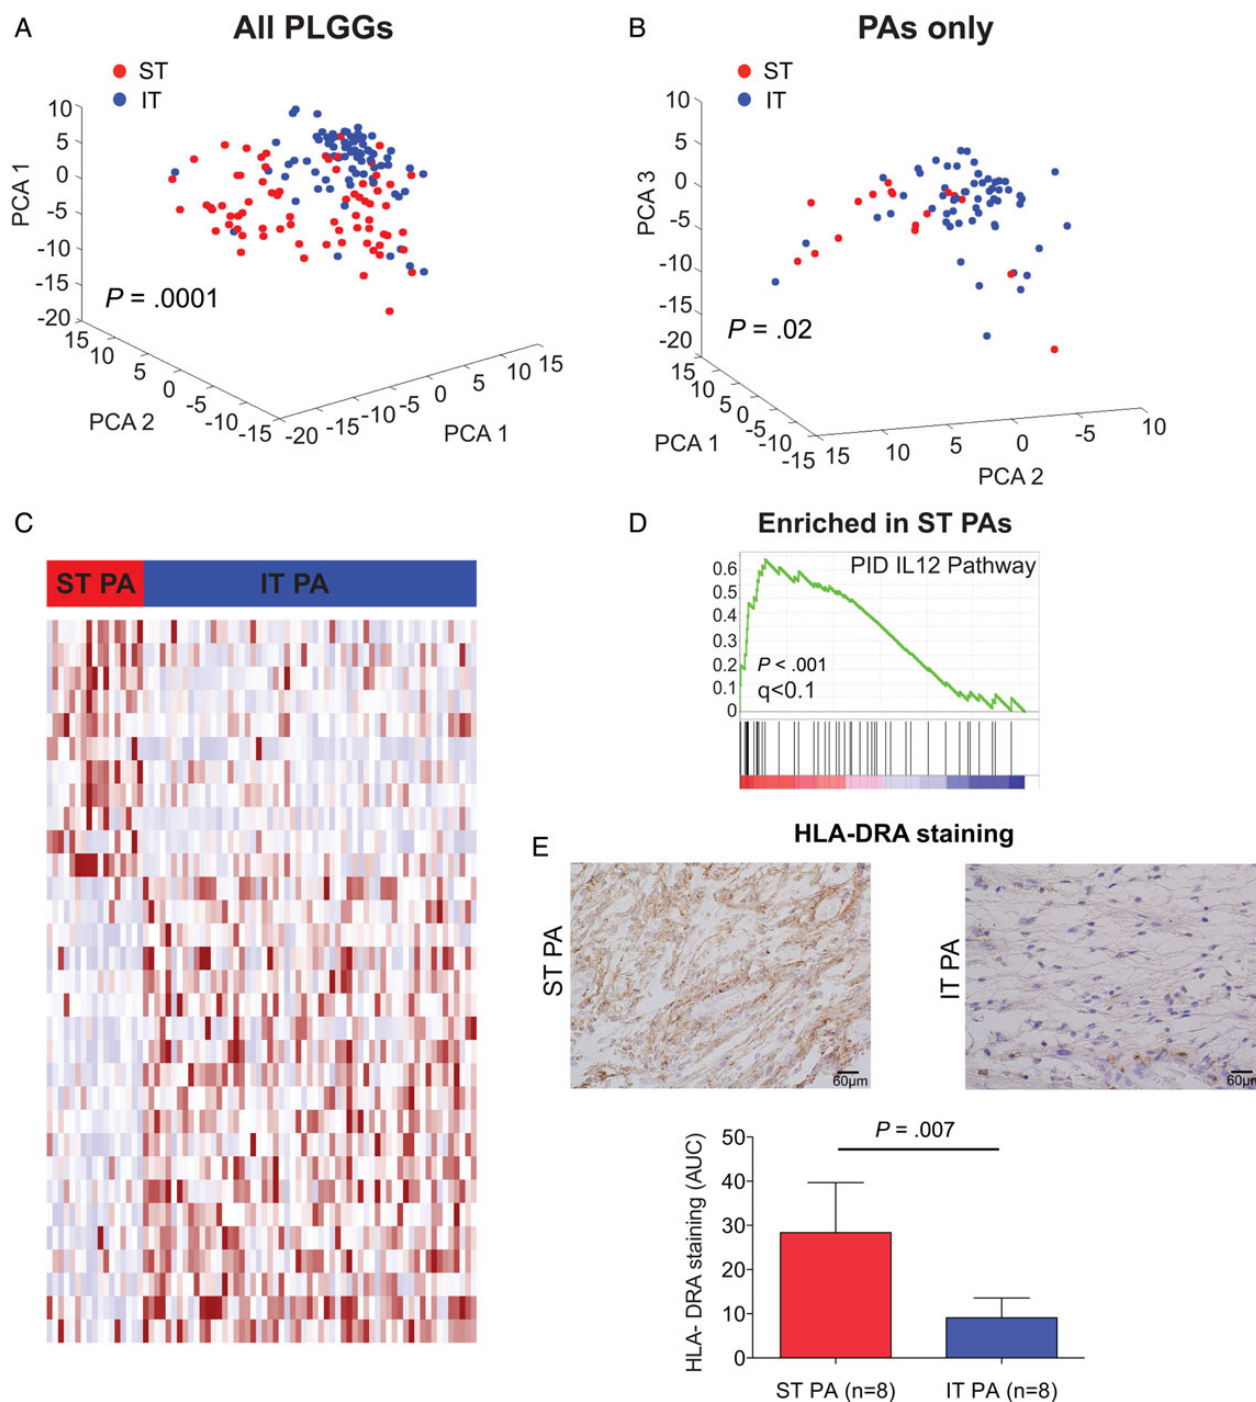 A
All PLGGs
ST
IT
10
5
0
-5
-10
-15
-20
PCA 1
P = .0001
15
10
5
0
-5
-10
-15
PCA 2
-20
-15
-10
-5
0
5
10
15
PCA 1
B
PAs only
ST
IT
10
5
0
-5
-10
-15
-20
PCA 3
P = .02
15
10
5
0
-5
-10
-15
PCA 1
15
10
5
0
-5
10
PCA 2
C
ST PA
IT PA
D
Enriched in ST PAs
PID IL12 Pathway
0.6
0.5
0.4
0.3
0.2
0.1
0
P < .001
q<0.1
E
HLA-DRA staining
ST PA
60µm
IT PA
60µm
HLA- DRA staining (AUC)
50
40
30
20
10
0
P = .007
ST PA (n=8)
IT PA (n=8)